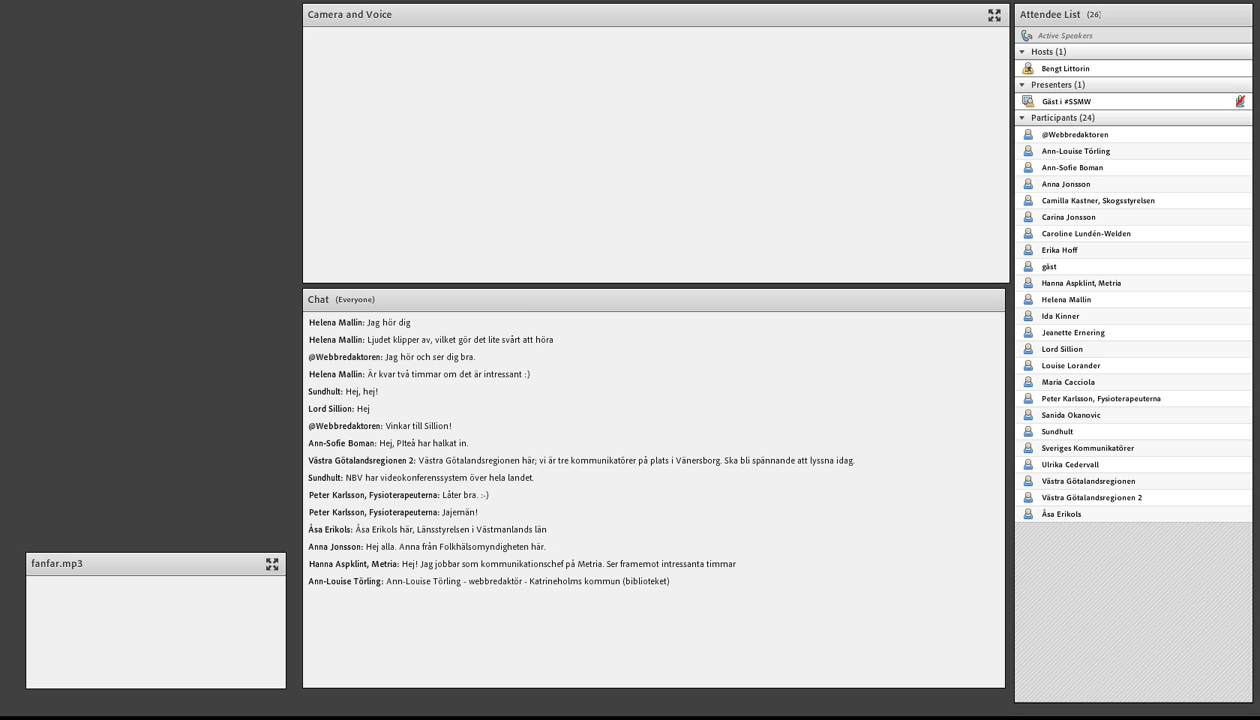 Camera and Voice
Chat (Everyone)
Helena Mallin: Jag hör dig
Helena Mallin: Ljudet klipper av, vilket gör det lite svårt att höra
@Webbredaktoren: Jag hör och ser dig bra.
Helena Mallin: Är kvar två timmar om det är intressant :)
Sundhult: Hej, hej!
Lord Sillion: Hej
@Webbredaktoren: Vinkar till Sillion!
Ann-Sofie Boman: Hej, PIteå har halkat in.
Västra Götalandsregionen 2: Västra Götalandsregionen här; vi är tre kommunikatörer på plats i Vänersborg. Ska bli spännande att lyssna idag.
Sundhult: NBV har videokonferenssystem över hela landet.
Peter Karlsson, Fysioterapeuterna: Låter bra. :-)
Peter Karlsson, Fysioterapeuterna: Jajemän!
Åsa Erikols: Åsa Erikols här, Länsstyrelsen i Västmanlands län
Anna Jonsson: Hej alla. Anna från Folkhälsomyndigheten här.
Hanna Aspklint, Metria: Hej! Jag jobbar som kommunikationschef på Metria. Ser framemot intressanta timmar
Ann-Louise Törling: Ann-Louise Törling - webbredaktör - Katrineholms kommun (biblioteket)
fanfar.mp3
Attendee List (26)
Active Speakers
Hosts (1)
Bengt Littorin
Presenters (1)
Gäst i #SSMW
Participants (24)
@Webbredaktoren
Ann-Louise Törling
Ann-Sofie Boman
Anna Jonsson
Camilla Kastner, Skogsstyrelsen
Carina Jonsson
Caroline Lundén-Welden
Erika Hoff
gäst
Hanna Aspklint, Metria
Helena Mallin
Ida Kinner
Jeanette Ernering
Lord Sillion
Louise Lorander
Maria Cacciola
Peter Karlsson, Fysioterapeuterna
Sanida Okanovic
Sundhult
Sveriges Kommunikatörer
Ulrika Cedervall
Västra Götalandsregionen
Västra Götalandsregionen 2
Åsa Erikols